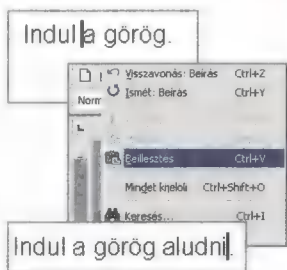 Indul a görög.
Visszavonás: Beírás Ctrl+Z
Ismét: Beírás Ctrl+Y
Norm
Beillesztés Ctrl+V
Mindet kijelöli Ctrl+Shift+O
Keresés... Ctrl+I
Indul a görög aludni.